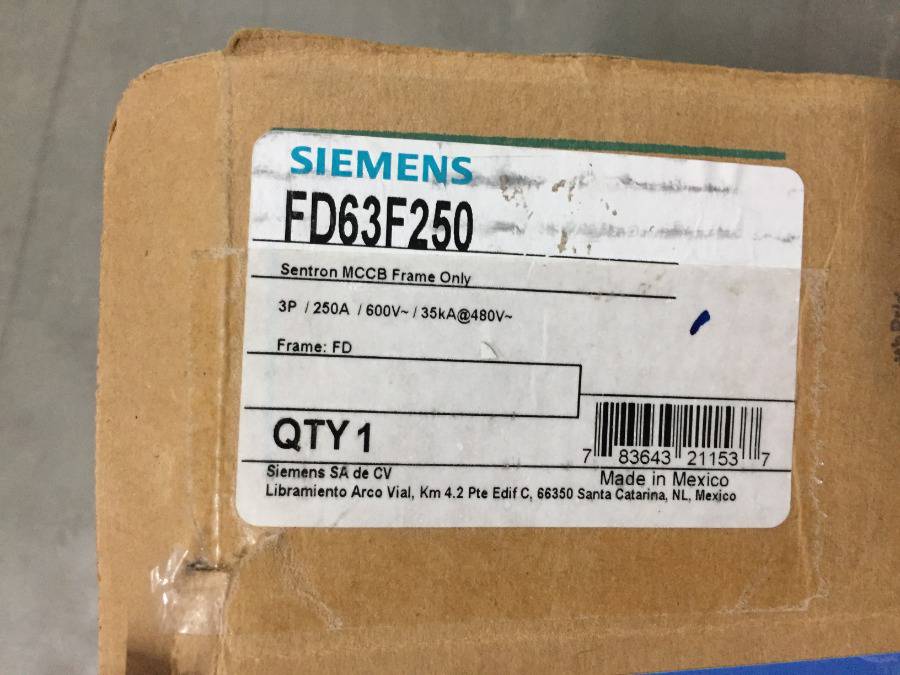 SIEMENS
FD63F250
Sentron MCCB Frame Only
3P / 250A / 600V~ / 35kA@480V~
Frame: FD
QTY 1
7 83643 21153 7
Siemens SA de CV
Made in Mexico
Libramiento Arco Vial, Km 4.2 Pte Edif C, 66350 Santa Catarina, NL, Mexico